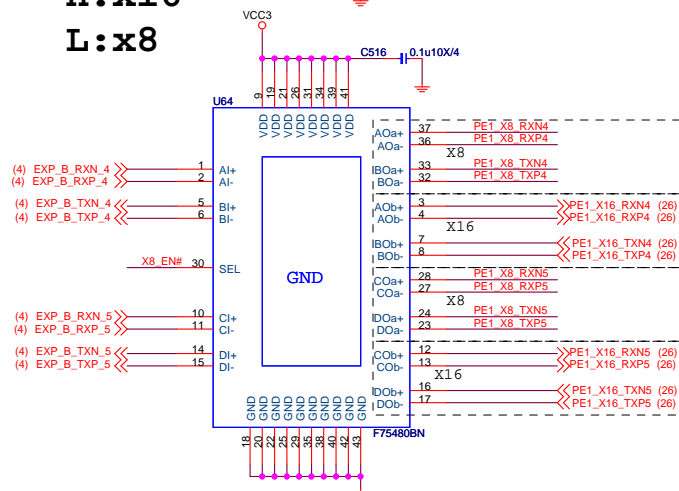 L:x8
VCC3
C516
0.1u10X/4
U64
9
19
21
26
31
34
39
41
VDD
VDD
VDD
VDD
VDD
VDD
VDD
VDD
AOa+ 37 PE1_X8_RXN4
AOa- 36 PE1_X8_RXP4
X8
(4) EXP_B_RXN_4 1 AI+
(4) EXP_B_RXP_4 2 AI-
BOa+ 33 PE1_X8_TXN4
BOa- 32 PE1_X8_TXP4
(4) EXP_B_TXN_4 5 BI+
(4) EXP_B_TXP_4 6 BI-
AOb+ 3 PE1_X16_RXN4 (26)
AOb- 4 PE1_X16_RXP4 (26)
X16
BOb+ 7 PE1_X16_TXN4 (26)
BOb- 8 PE1_X16_TXP4 (26)
X8_EN# 30 SEL
GND
COa+ 28 PE1_X8_RXN5
COa- 27 PE1_X8_RXP5
X8
(4) EXP_B_RXN_5 10 CI+
(4) EXP_B_RXP_5 11 CI-
DOa+ 24 PE1_X8_TXN5
DOa- 23 PE1_X8_TXP5
(4) EXP_B_TXN_5 14 DI+
(4) EXP_B_TXP_5 15 DI-
COb+ 12 PE1_X16_RXN5 (26)
COb- 13 PE1_X16_RXP5 (26)
X16
DOb+ 16 PE1_X16_TXN5 (26)
DOb- 17 PE1_X16_TXP5 (26)
GND
GND
GND
GND
GND
GND
GND
GND
GND
GND
18
20
22
25
29
35
38
40
42
43
F75480BN